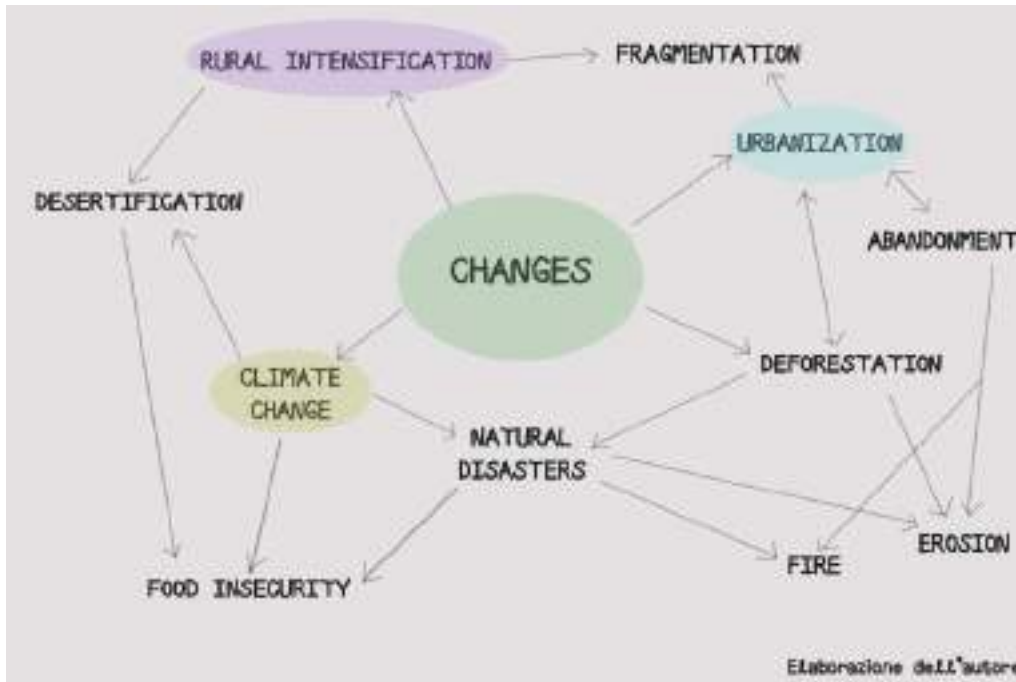 RURAL INTENSIFICATION
FRAGMENTATION
URBANIZATION
DESERTIFICATION
ABANDONMENT
CHANGES
DEFORESTATION
CLIMATE
CHANGE
NATURAL
DISASTERS
EROSION
FIRE
FOOD INSECURITY
Elaborazione dell'autore